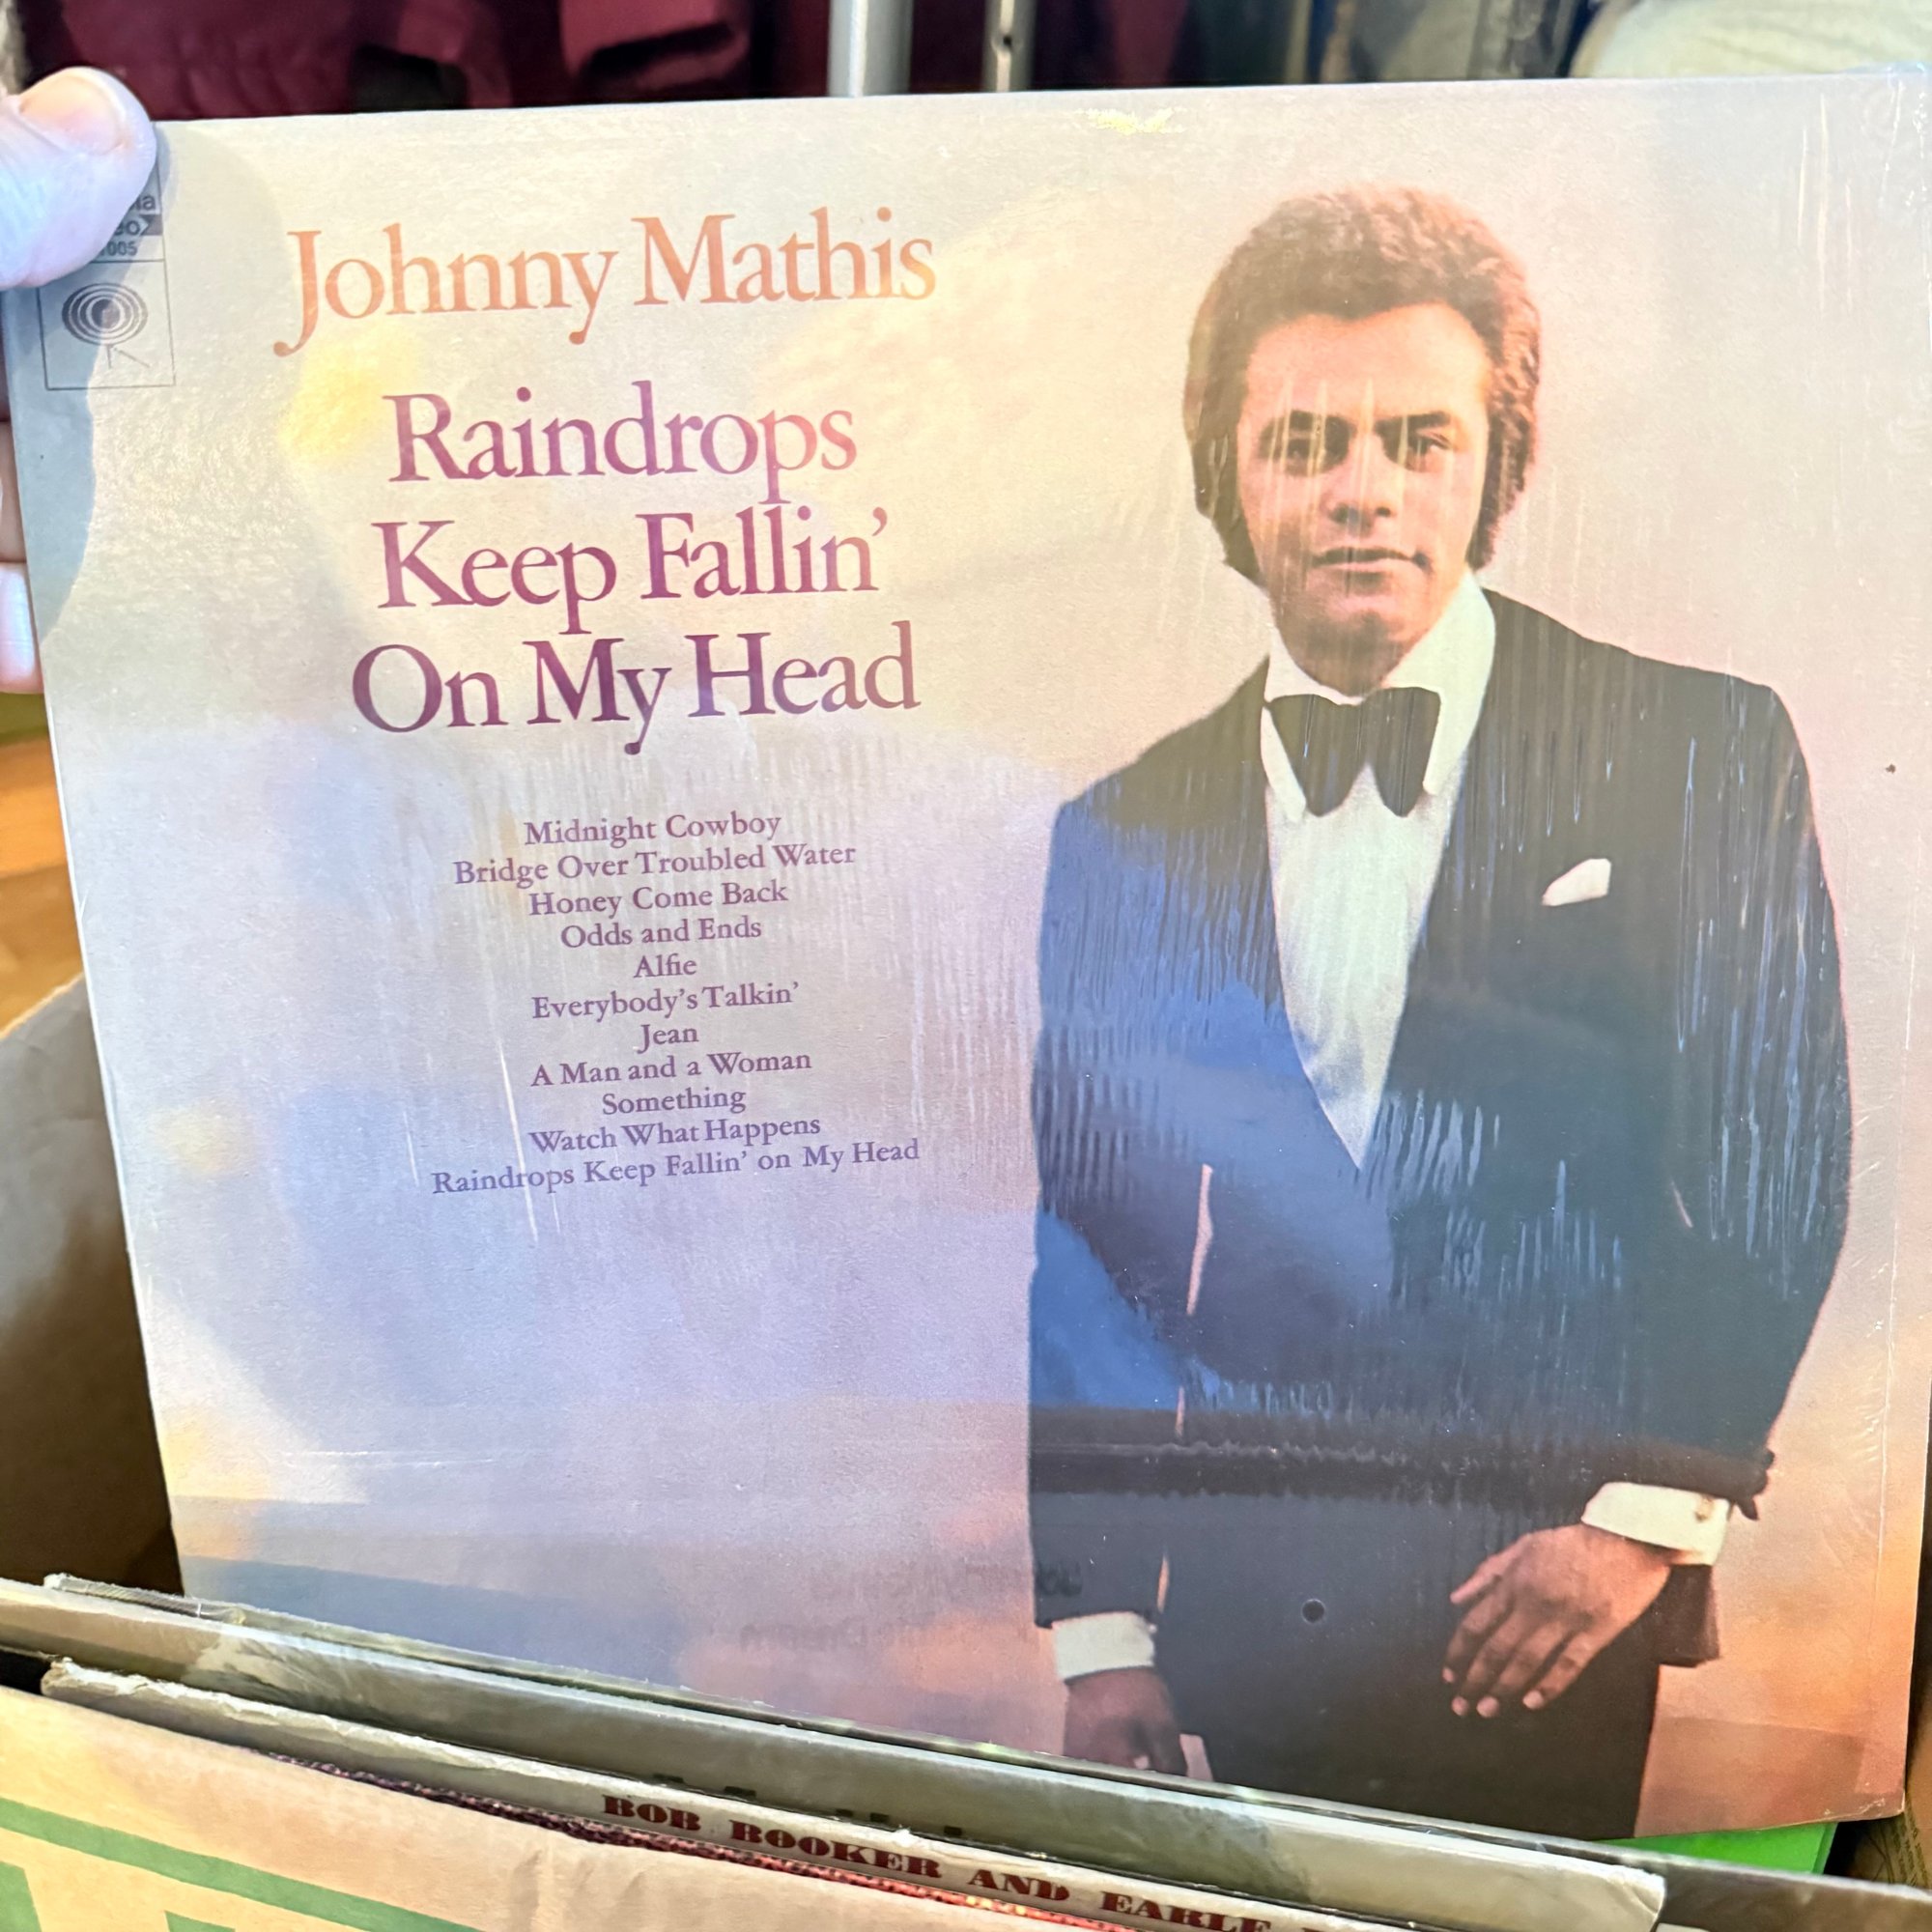 Johnny Mathis
Raindrops
Keep Fallin'
On My Head
Midnight Cowboy
Bridge Over Troubled Water
Honey Come Back
Odds and Ends
Alfie
Everybody's Talkin'
Jean
A Man and a Woman
Something
Watch What Happens
Raindrops Keep Fallin' on My Head
BOB BOOKER AND EARLE